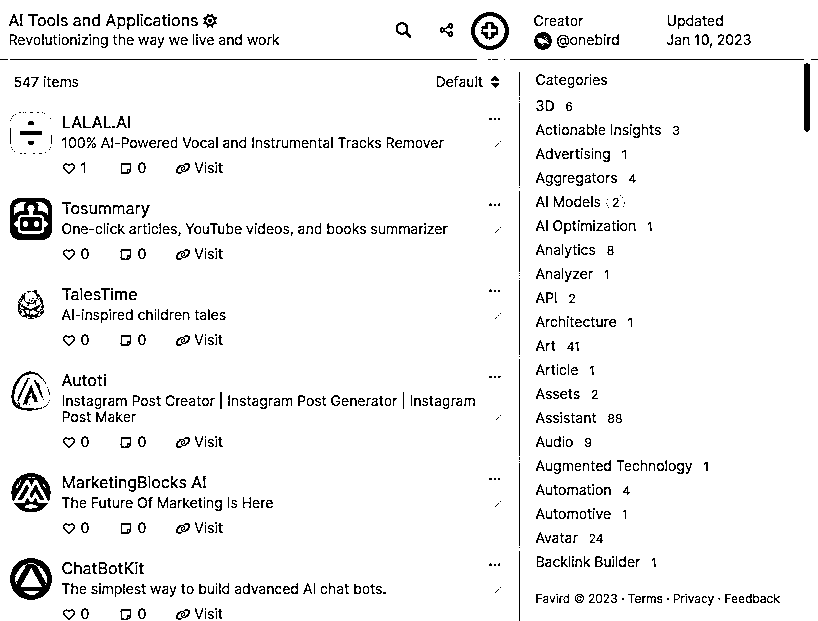 AI Tools and Applications
Revolutionizing the way we live and work
Creator
@onebird
Updated
Jan 10, 2023
547 items
Default
LALAL.AI
100% AI-Powered Vocal and Instrumental Tracks Remover
1 0 Visit
Tosummary
One-click articles, YouTube videos, and books summarizer
0 0 Visit
TalesTime
AI-inspired children tales
0 0 Visit
Autoti
Instagram Post Creator | Instagram Post Generator | Instagram
Post Maker
0 0 Visit
MarketingBlocks AI
The Future Of Marketing Is Here
0 0 Visit
ChatBotKit
The simplest way to build advanced AI chat bots.
0 0 Visit
Categories
3D 6
Actionable Insights 3
Advertising 1
Aggregators 4
AI Models 2
AI Optimization 1
Analytics 8
Analyzer 1
API 2
Architecture 1
Art 41
Article 1
Assets 2
Assistant 88
Audio 9
Augmented Technology 1
Automation 4
Automotive 1
Avatar 24
Backlink Builder 1
Favird © 2023 · Terms · Privacy · Feedback